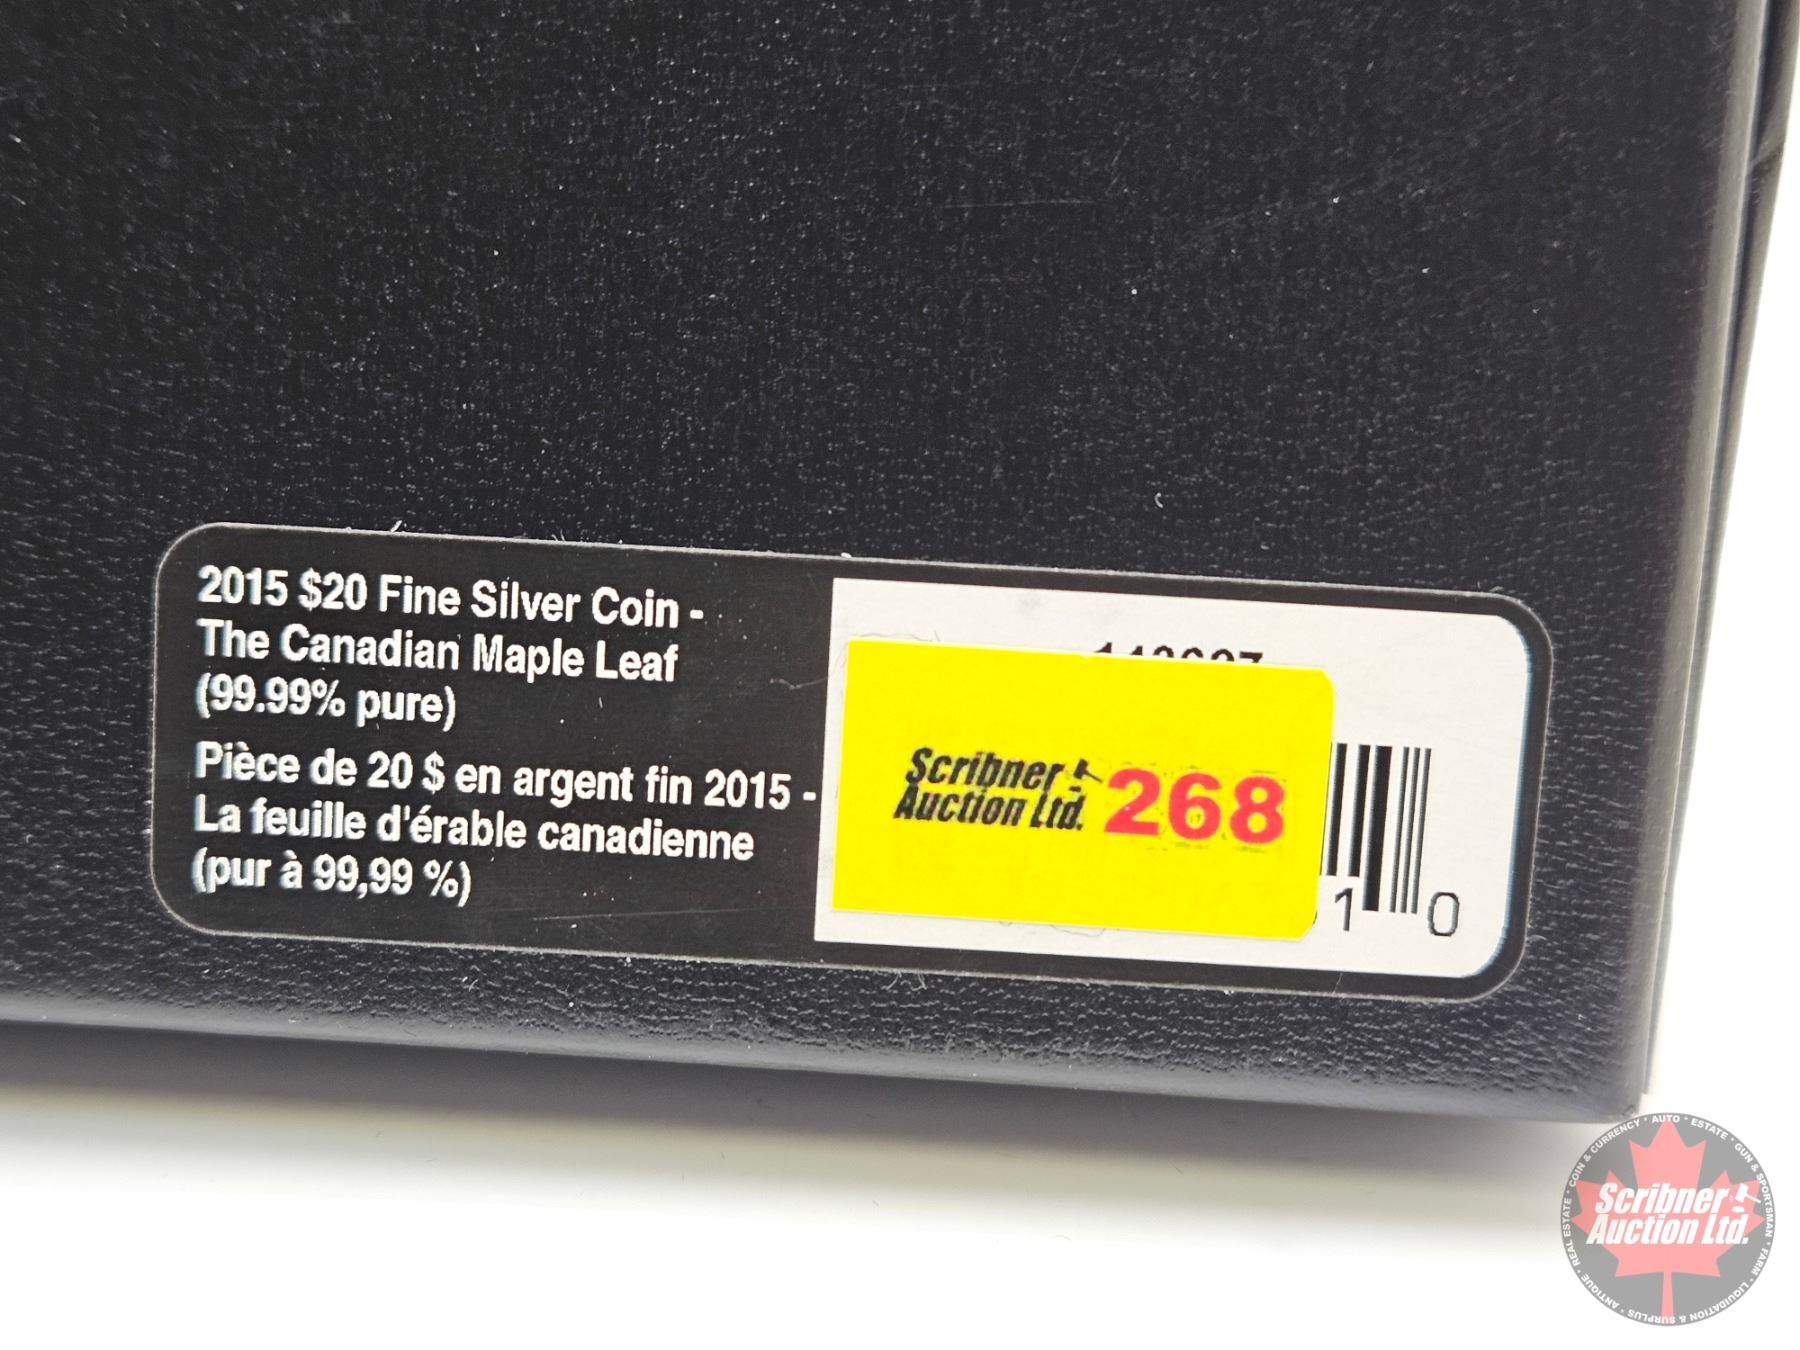 2015 $20 Fine Silver Coin -
The Canadian Maple Leaf
(99.99% pure)
Pièce de 20 $ en argent fin 2015 -
La feuille d'érable canadienne
(pur à 99,99 %)
Scribner
Auction Ltd.
268
1 0
COIN & CURRENCY · AUTO · ESTATE · GUN & SPORTSMAN · FARM · LIQUIDATION & SURPLUS · ANTIQUE · REAL ESTATE ·
Scribner
Auction Ltd.